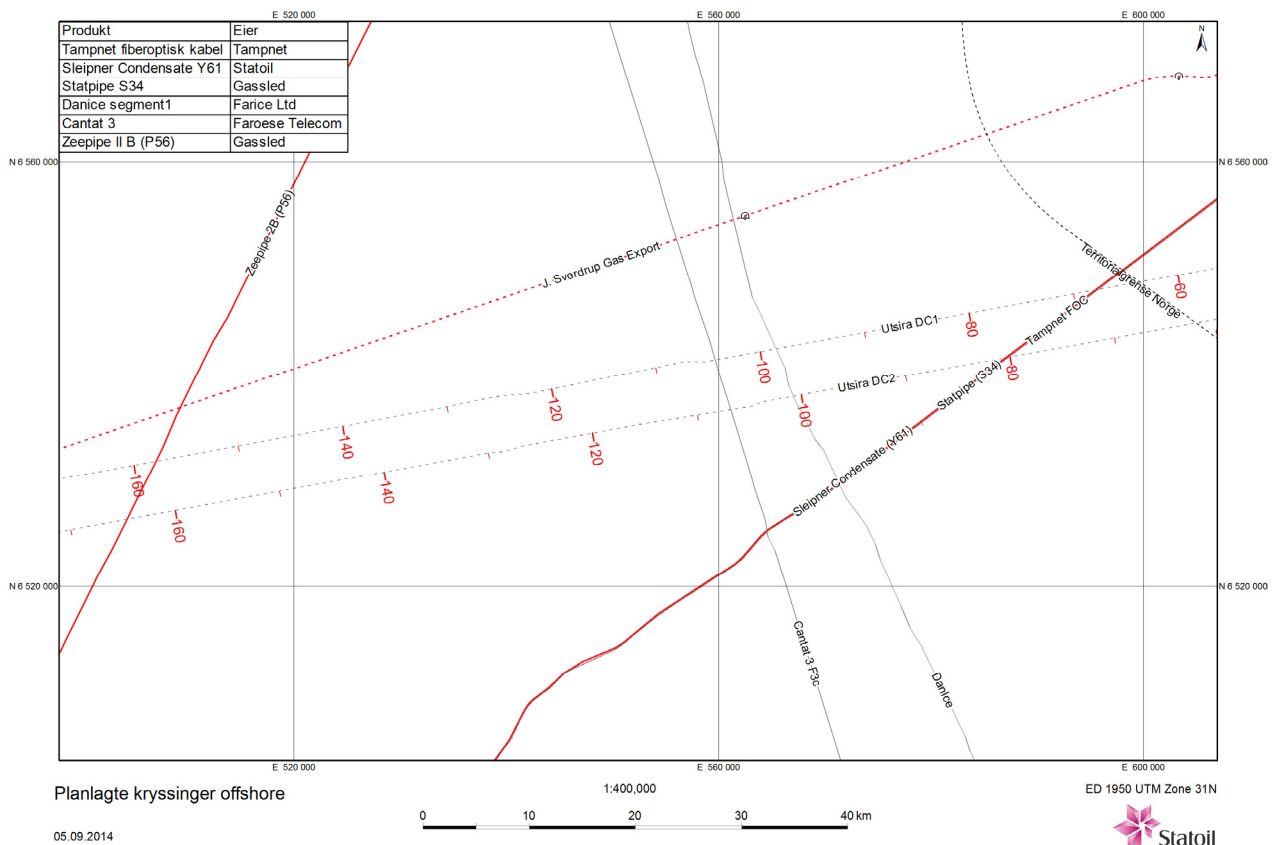 E 520 000
E 560 000
E 600 000
Produkt Eier
Tampnet fiberoptisk kabel Tampnet
Sleipner Condensate Y61 Statoil
Statpipe S34 Gassled
Danice segment1 Farice Ltd
Cantat 3 Faroese Telecom
Zeepipe II B (P56) Gassled
N
N 6 560 000
N 6 560 000
Zeepipe 2B (P56)
J. Sverdrup Gas Export
Territorialgrense Norge
-60
Utsira DC1
-80
Tampnet FOC
-100
Utsira DC2
Statpipe (S34)
-80
-120
-100
-140
-120
Sleipner Condensate (Y61)
-160
-140
-160
N 6 520 000
N 6 520 000
Cantat 3 F3c
DanIce
E 520 000
E 560 000
E 600 000
Planlagte kryssinger offshore
1:400,000
ED 1950 UTM Zone 31N
0 10 20 30 40 km
05.09.2014
Statoil